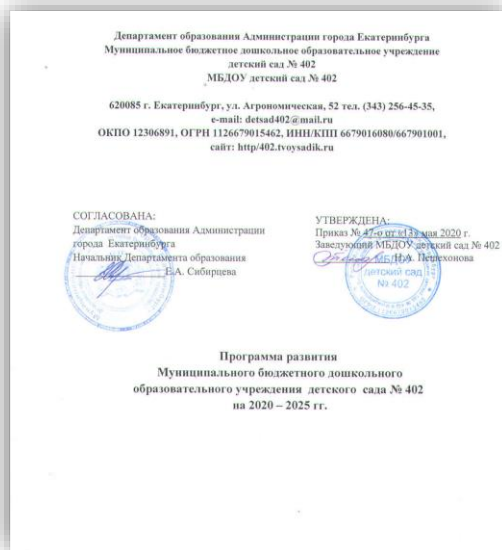 Департамент образования Администрации города Екатеринбурга
Муниципальное бюджетное дошкольное образовательное учреждение
детский сад № 402
МБДОУ детский сад № 402
620085 г. Екатеринбург, ул. Агрономическая, 52 тел. (343) 256-45-35,
e-mail: detsad402@mail.ru
ОКПО 12306891, ОГРН 1126679015462, ИНН/КПП 6679016080/667901001,
сайт: http/402.tvoysadik.ru
СОГЛАСОВАНА:
Департамент образования Администрации
города Екатеринбурга
Начальник Департамента образования
Е.А. Сибирцева
УТВЕРЖДЕНА:
Приказ № 47-о от «13» мая 2020 г.
Заведующий МБДОУ детский сад № 402
Н.А.
МБДОУ
детский сад
№ 402
Программа развития
Муниципального бюджетного дошкольного
образовательного учреждения детского сада № 402
на 2020 – 2025 гг.